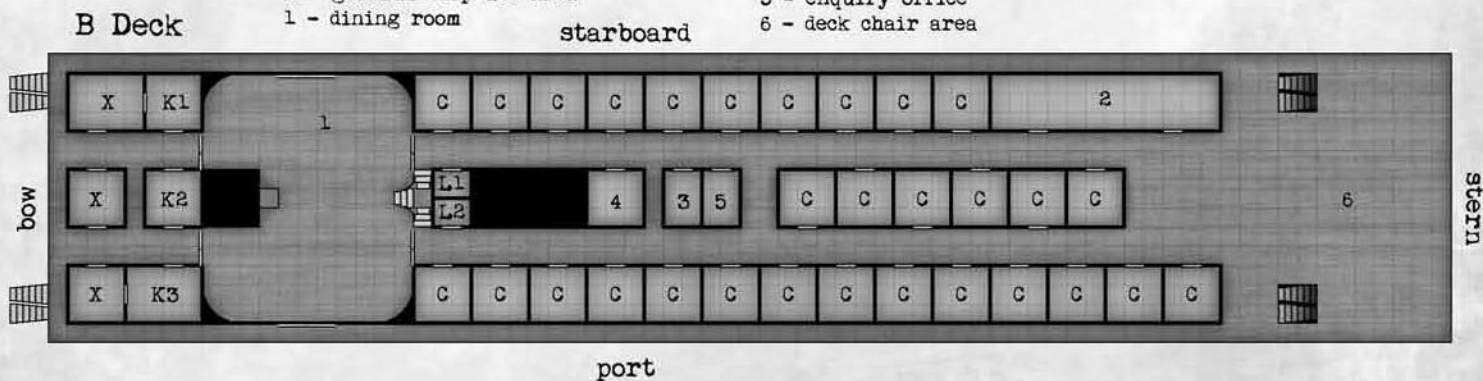 B Deck
1 - dining room
6 - deck chair area
starboard
X K1 1 C C C C C C C C C C 2
bow
X K2 L1 L2 4 3 5 C C C C C C 6
stern
X K3 C C C C C C C C C C C C C C
port